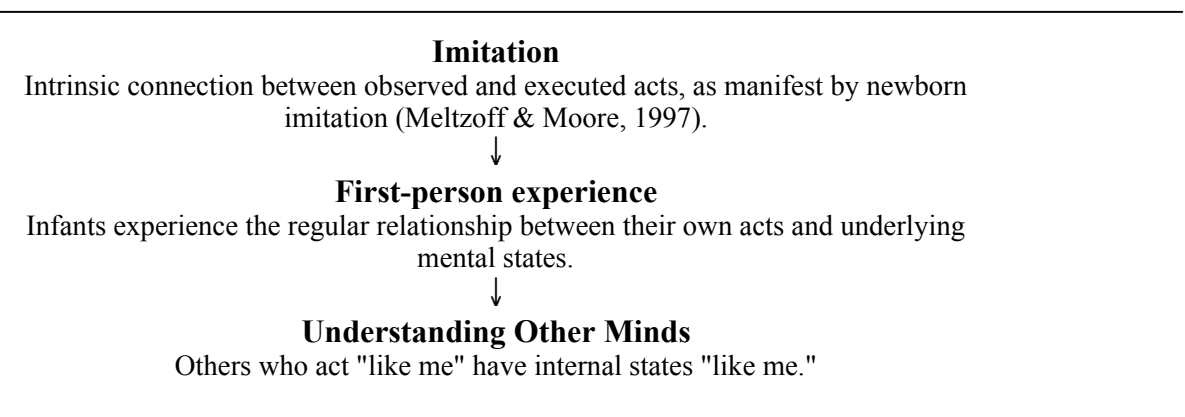 Imitation
Intrinsic connection between observed and executed acts, as manifest by newborn
imitation (Meltzoff & Moore, 1997).
↓
First-person experience
Infants experience the regular relationship between their own acts and underlying
mental states.
↓
Understanding Other Minds
Others who act "like me" have internal states "like me."